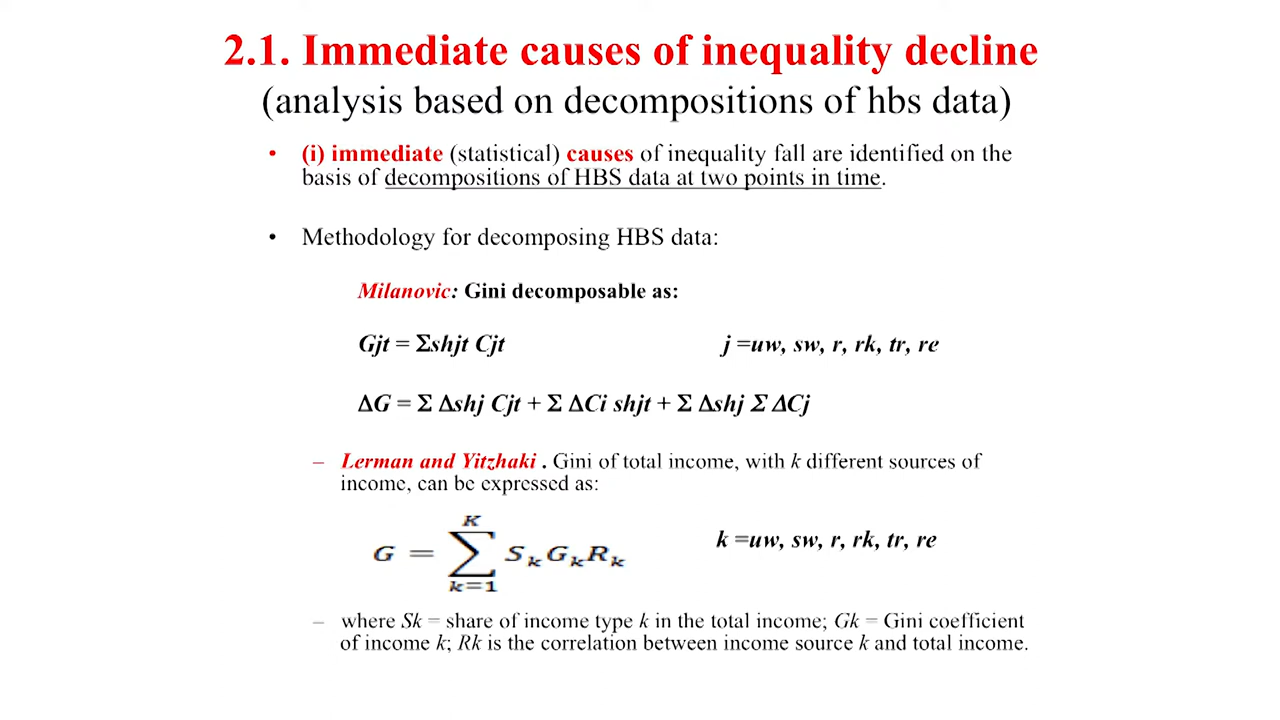 2.1. Immediate causes of inequality decline
(analysis based on decompositions of hbs data)
• (i) immediate (statistical) causes of inequality fall are identified on the
basis of decompositions of HBS data at two points in time.
• Methodology for decomposing HBS data:
Milanovic: Gini decomposable as:
Gjt = Σshjt Cjt j =uw, sw, r, rk, tr, re
ΔG = Σ Δshj Cjt + Σ ΔCi shjt + Σ Δshj Σ ΔCj
– Lerman and Yitzhaki . Gini of total income, with k different sources of
income, can be expressed as:
G = \sum_{k=1}^{K} S_k G_k R_k k =uw, sw, r, rk, tr, re
– where Sk = share of income type k in the total income; Gk = Gini coefficient
of income k; Rk is the correlation between income source k and total income.